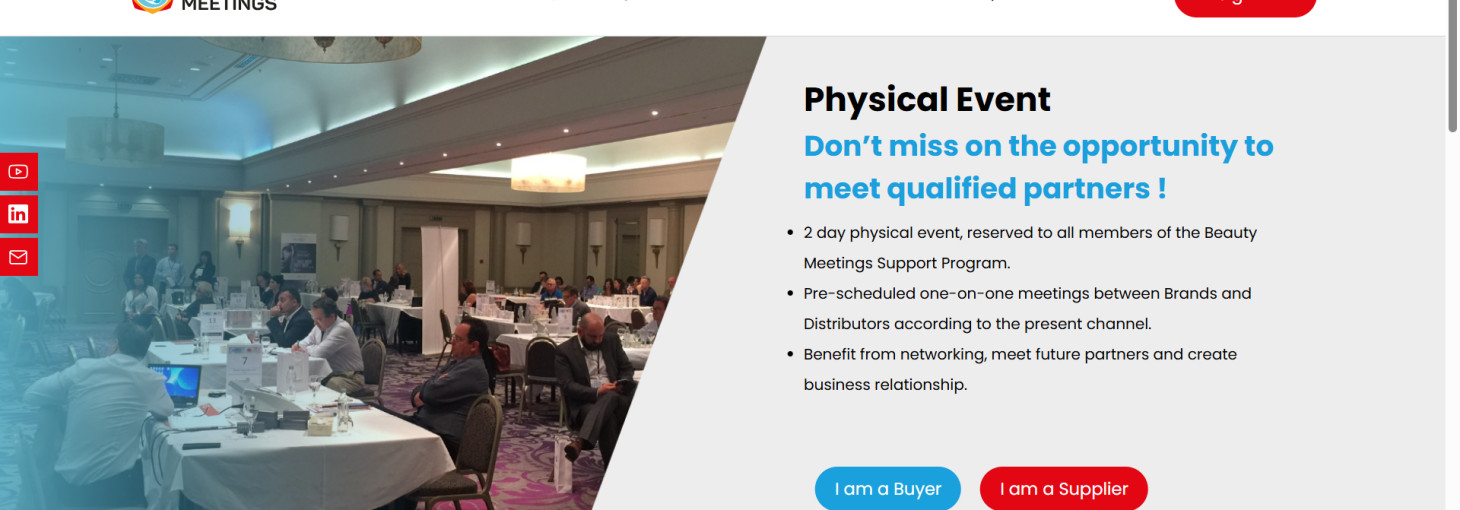 MEETINGS
Physical Event
Don't miss on the opportunity to
meet qualified partners !
• 2 day physical event, reserved to all members of the Beauty
Meetings Support Program.
• Pre-scheduled one-on-one meetings between Brands and
Distributors according to the present channel.
• Benefit from networking, meet future partners and create
business relationship.
in
7
I am a Buyer
I am a Supplier